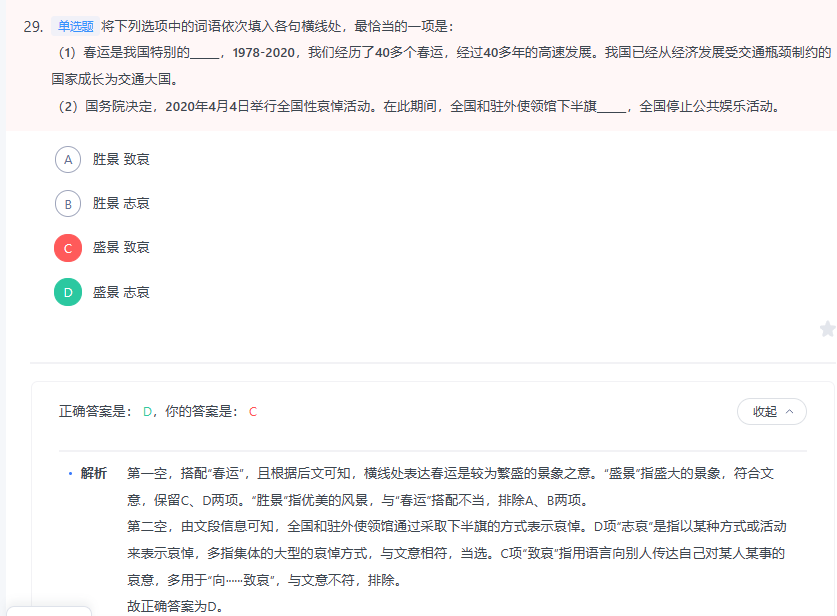 29. 单选题 将下列选项中的词语依次填入各句横线处，最恰当的一项是：
（1）春运是我国特别的____，1978-2020，我们经历了40多个春运，经过40多年的高速发展。我国已经从经济发展受交通瓶颈制约的
国家成长为交通大国。
（2）国务院决定，2020年4月4日举行全国性哀悼活动。在此期间，全国和驻外使领馆下半旗____，全国停止公共娱乐活动。
A 胜景 致哀
B 胜景 志哀
C 盛景 致哀
D 盛景 志哀
正确答案是： D，你的答案是： C
收起
• 解析 第一空，搭配“春运”，且根据后文可知，横线处表达春运是较为繁盛的景象之意。“盛景”指盛大的景象，符合文
意，保留C、D两项。“胜景”指优美的风景，与“春运”搭配不当，排除A、B两项。
第二空，由文段信息可知，全国和驻外使领馆通过采取下半旗的方式表示哀悼。D项“志哀”是指以某种方式或活动
来表示哀悼，多指集体的大型的哀悼方式，与文意相符，当选。C项“致哀”指用语言向别人传达自己对某人某事的
哀意，多用于“向……致哀”，与文意不符，排除。
故正确答案为D。